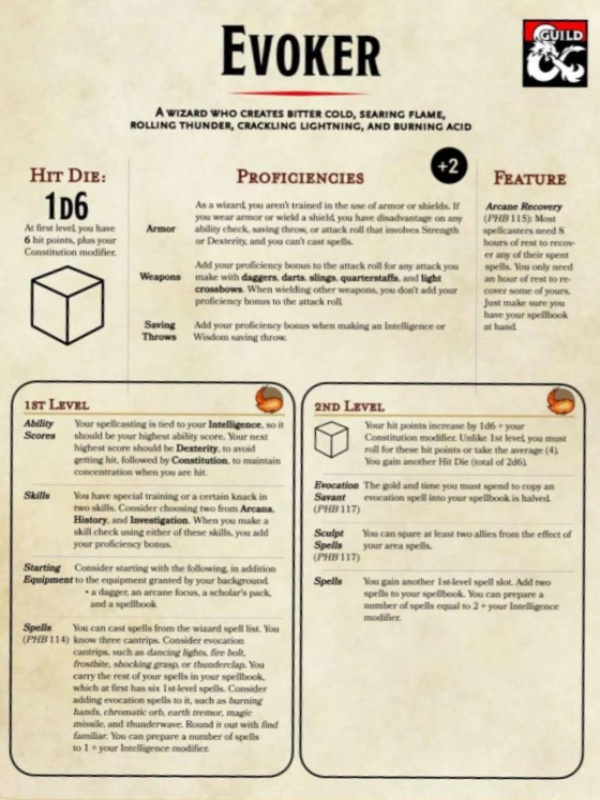 EVOKER
GUILD
A WIZARD WHO CREATES BITTER COLD, SEARING FLAME,
ROLLING THUNDER, CRACKLING LIGHTNING, AND BURNING ACID
HIT DIE:
1D6
At first level, you have
6 hit points, plus your
Constitution modifier.
PROFICIENCIES
+2
Armor
As a wizard, you aren't trained in the use of armor or shields. If
you wear armor or wield a shield, you have disadvantage on any
ability check, saving throw, or attack roll that involves Strength
or Dexterity, and you can't cast spells.
Weapons
Add your proficiency bonus to the attack roll for any attack you
make with daggers, darts, slings, quarterstaffs, and light
crossbows. When wielding other weapons, you don't add your
proficiency bonus to the attack roll.
Saving
Throws
Add your proficiency bonus when making an Intelligence or
Wisdom saving throw.
FEATURE
Arcane Recovery
(PHB 115): Most
spellcasters need 8
hours of rest to recov-
er any of their spent
spells. You only need
an hour of rest to re-
cover some of yours.
Just make sure you
have your spellbook
at hand.
1ST LEVEL
Ability
Scores
Your spellcasting is tied to your Intelligence, so it
should be your highest ability score. Your next
highest score should be Dexterity, to avoid
getting hit, followed by Constitution, to maintain
concentration when you are hit.
Skills
You have special training or a certain knack in
two skills. Consider choosing two from Arcana,
History, and Investigation. When you make a
skill check using either of these skills, you add
your proficiency bonus.
Starting
Equipment
Consider starting with the following, in addition
to the equipment granted by your background.
• a dagger, an arcane focus, a scholar's pack,
and a spellbook
Spells
(PHB 114)
You can cast spells from the wizard spell list. You
know three cantrips. Consider evocation
cantrips, such as dancing lights, fire bolt,
frostbite, shocking grasp, or thunderclap. You
carry the rest of your spells in your spellbook,
which at first has six 1st-level spells. Consider
adding evocation spells to it, such as burning
hands, chromatic orb, earth tremor, magic
missile, and thunderwave. Round it out with find
familiar. You can prepare a number of spells
to 1 + your Intelligence modifier.
2ND LEVEL
Your hit points increase by 1d6 + your
Constitution modifier. Unlike 1st level, you must
roll for these hit points or take the average (4).
You gain another Hit Die (total of 2d6).
Evocation
Savant
(PHB 117)
The gold and time you must spend to copy an
evocation spell into your spellbook is halved.
Sculpt
Spells
(PHB 117)
You can spare at least two allies from the effect of
your area spells.
Spells
You gain another 1st-level spell slot. Add two
spells to your spellbook. You can prepare a
number of spells equal to 2 + your Intelligence
modifier.